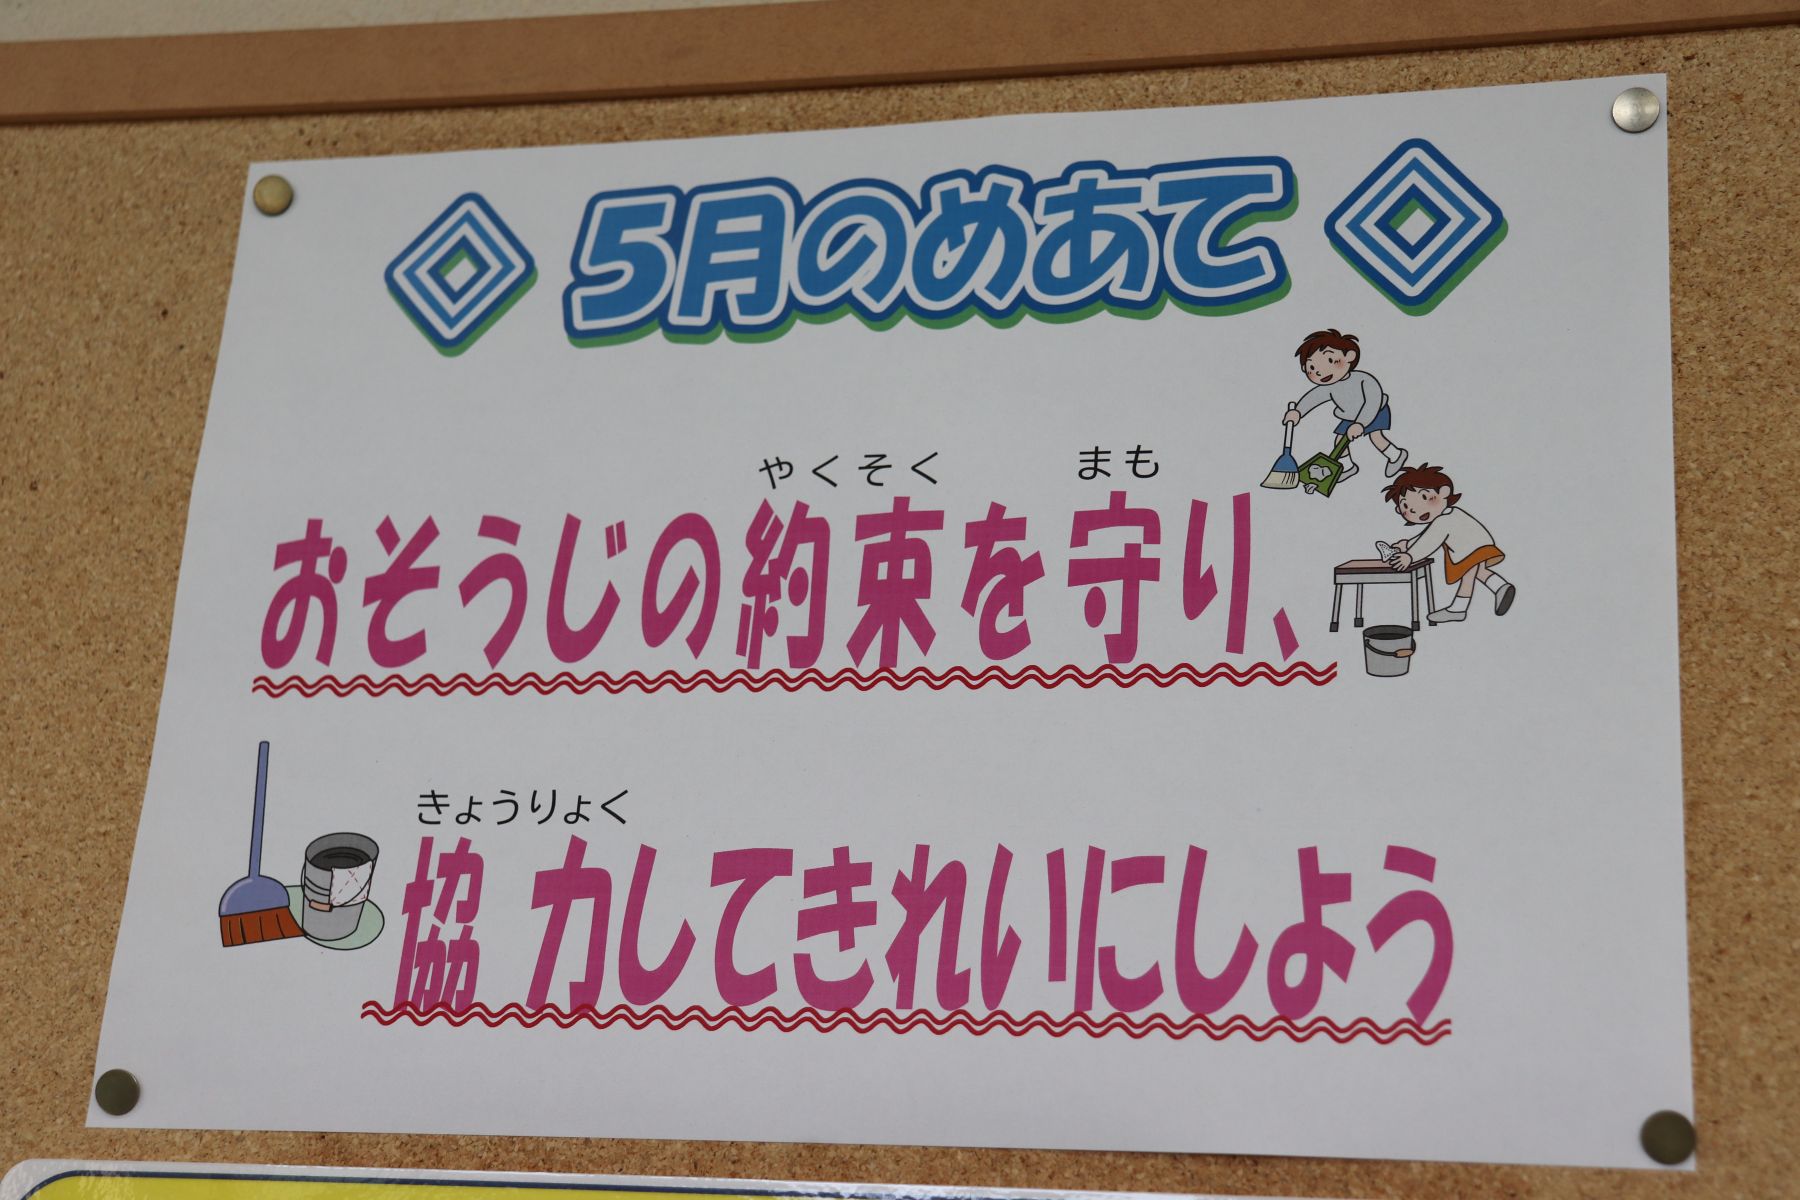 5月のめあて
やくそく まも
おそうじの約束を守り、
きょうりょく
協力してきれいにしよう